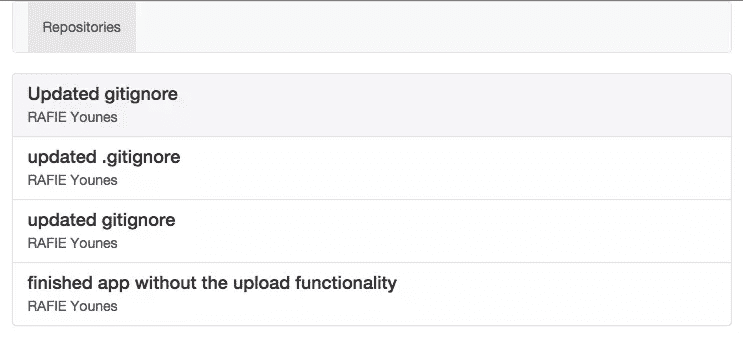 Repositories
Updated gitignore
RAFIE Younes
updated .gitignore
RAFIE Younes
updated gitignore
RAFIE Younes
finished app without the upload functionality
RAFIE Younes